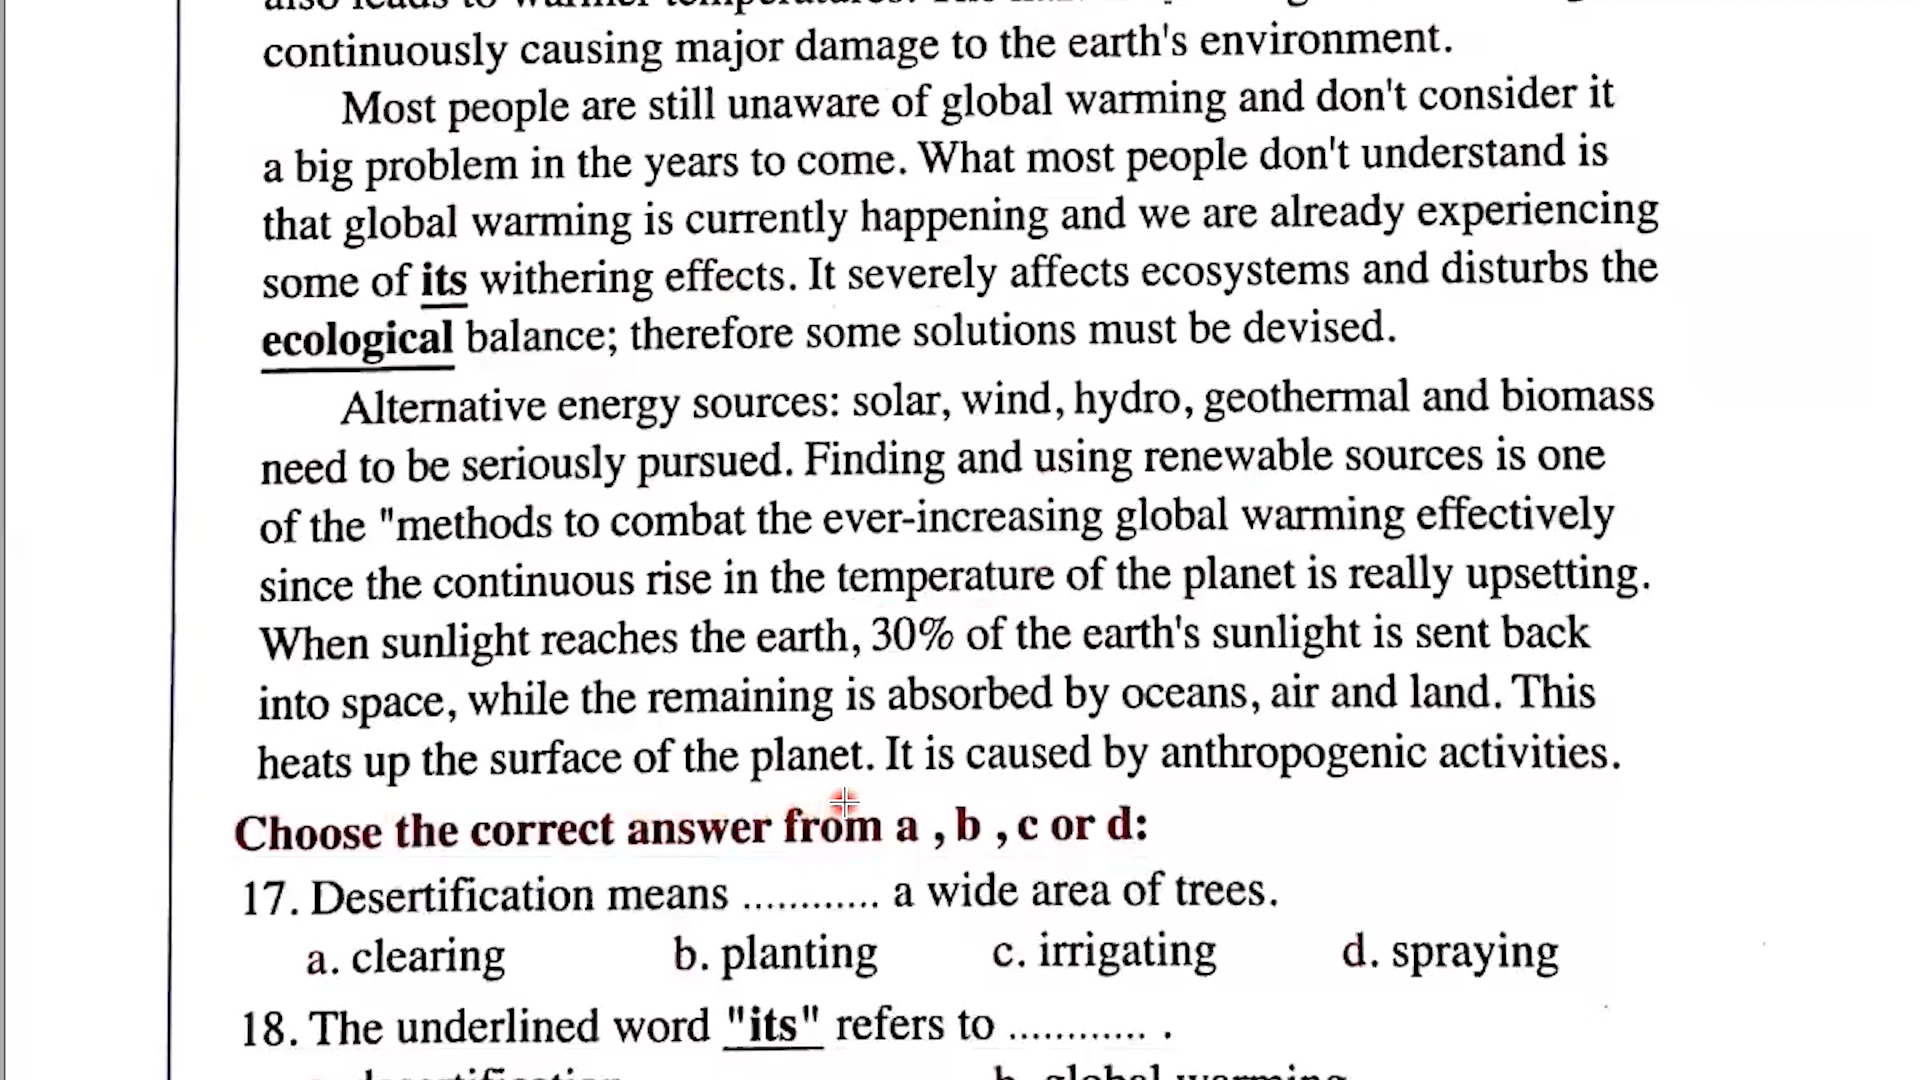 also leads to warmer temperatures. The
continuously causing major damage to the earth's environment.
Most people are still unaware of global warming and don't consider it
a big problem in the years to come. What most people don't understand is
that global warming is currently happening and we are already experiencing
some of its withering effects. It severely affects ecosystems and disturbs the
ecological balance; therefore some solutions must be devised.
Alternative energy sources: solar, wind, hydro, geothermal and biomass
need to be seriously pursued. Finding and using renewable sources is one
of the "methods to combat the ever-increasing global warming effectively
since the continuous rise in the temperature of the planet is really upsetting.
When sunlight reaches the earth, 30% of the earth's sunlight is sent back
into space, while the remaining is absorbed by oceans, air and land. This
heats up the surface of the planet. It is caused by anthropogenic activities.
Choose the correct answer from a , b , c or d:
17. Desertification means ............ a wide area of trees.
a. clearing b. planting c. irrigating d. spraying
18. The underlined word "its" refers to ............ .
a. desertification b. global warming